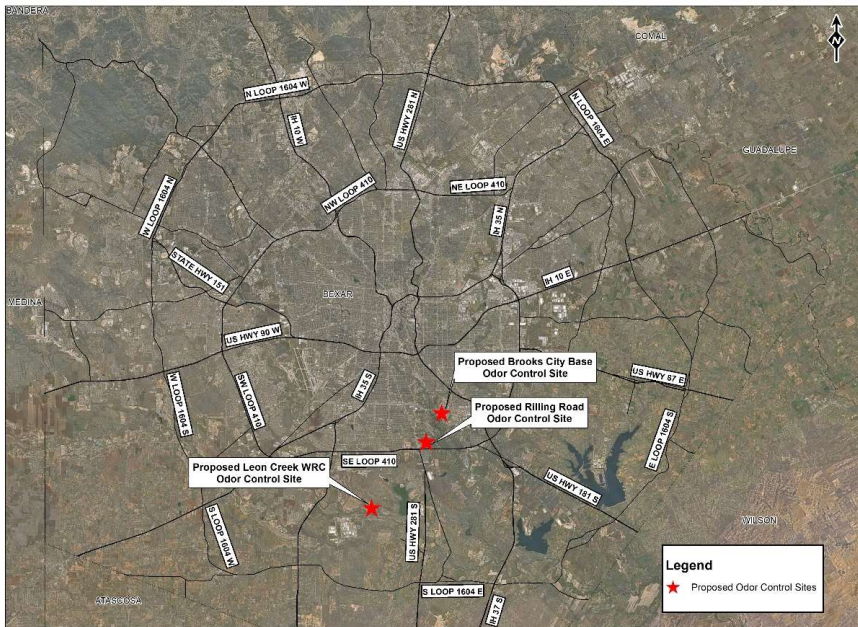 BANDERA
COMAL
N
N LOOP 1604 W
US HWY 281 N
N LOOP 1604 E
IH 10 W
GUADALUPE
NW LOOP 410
NE LOOP 410
W LOOP 1604 N
IH 35 N
STATE HWY 151
IH 10 E
MEDINA
BEXAR
US HWY 90 W
Proposed Brooks City Base
Odor Control Site
US HWY 87 E
IH 35 S
W LOOP 1604 S
SW LOOP 410
Proposed Rilling Road
Odor Control Site
E LOOP 1604 S
SE LOOP 410
Proposed Leon Creek WRC
Odor Control Site
US HWY 181 S
US HWY 281 S
S LOOP 1604 W
WILSON
Legend
Proposed Odor Control Sites
S LOOP 1604 E
ATASCOSA
IH 37 S